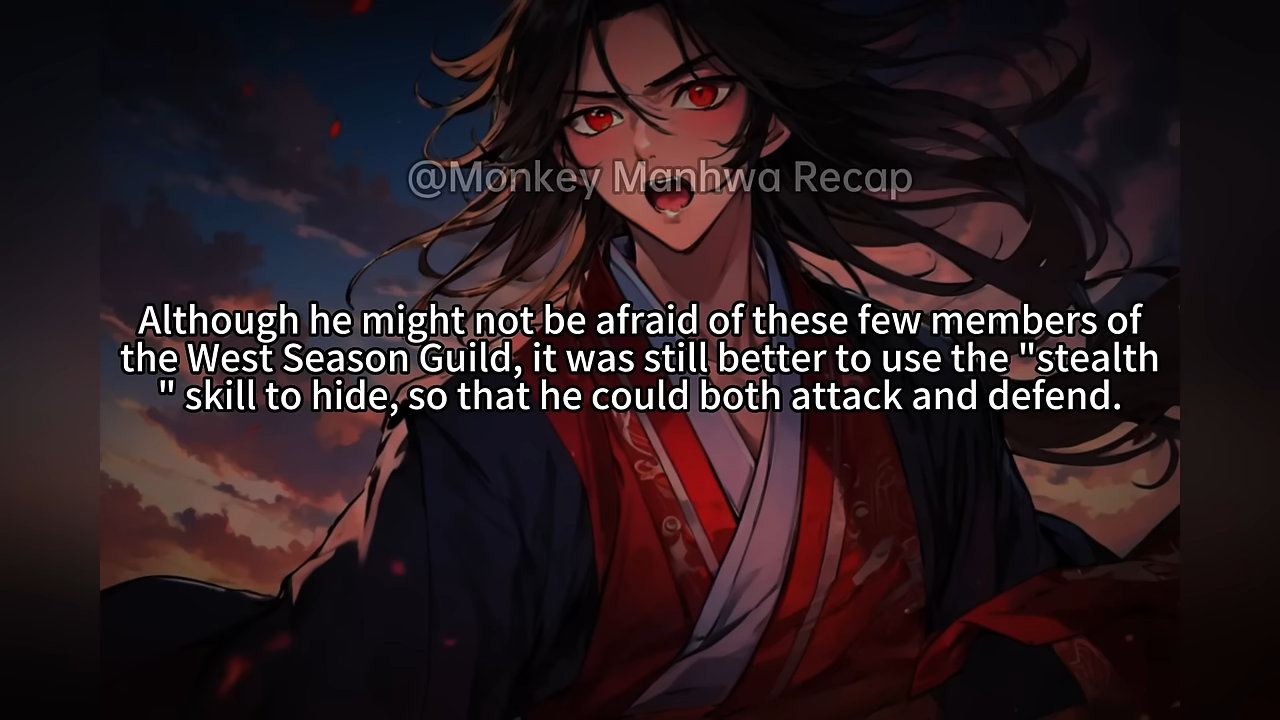 @Monkey Manhwa Recap
Although he might not be afraid of these few members of
the West Season Guild, it was still better to use the "stealth
" skill to hide, so that he could both attack and defend.